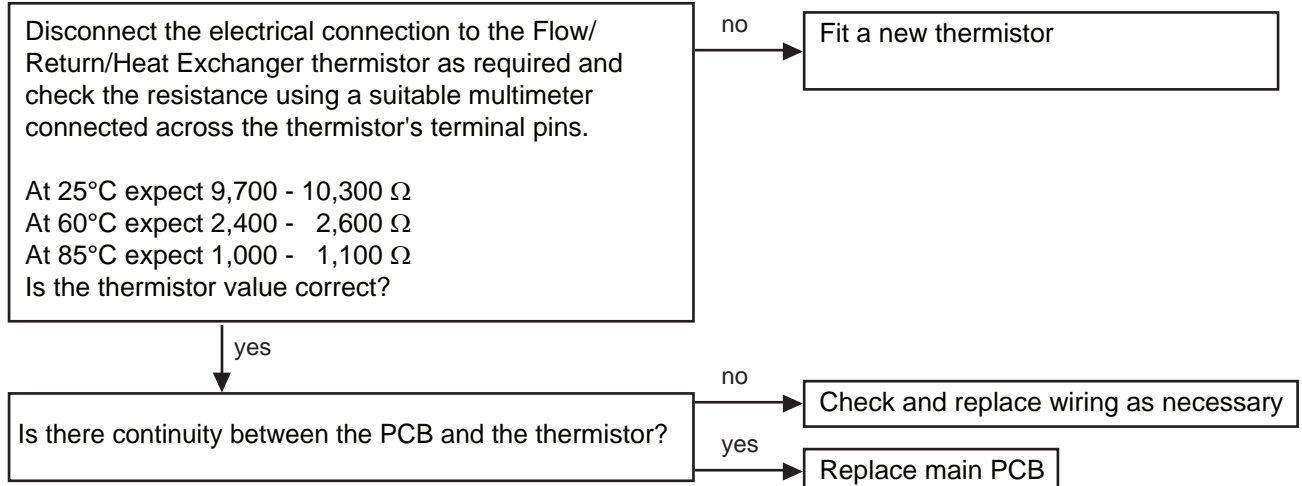 Disconnect the electrical connection to the Flow/
Return/Heat Exchanger thermistor as required and
check the resistance using a suitable multimeter
connected across the thermistor's terminal pins.
At 25°C expect 9,700 - 10,300 Ω
At 60°C expect 2,400 - 2,600 Ω
At 85°C expect 1,000 - 1,100 Ω
Is the thermistor value correct?
no
Fit a new thermistor
yes
Is there continuity between the PCB and the thermistor?
no
Check and replace wiring as necessary
yes
Replace main PCB